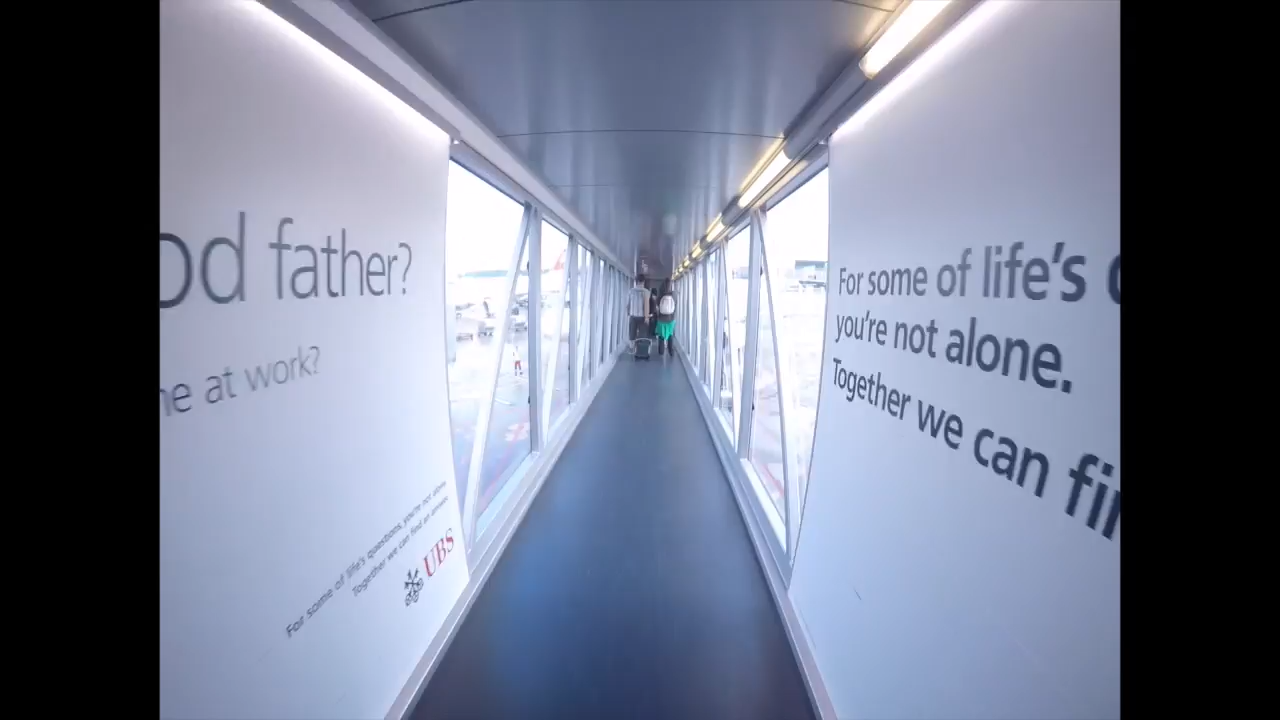 od father?
ne at work?
For some of life's questions, you're not alone.
Together we can find an answer.
UBS
For some of life's
you're not alone.
Together we can fin